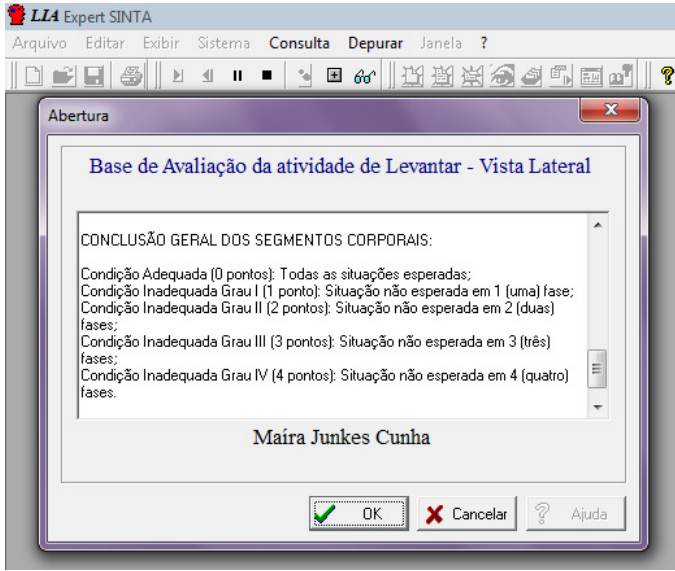 LIA Expert SINTA
Arquivo Editar Exibir Sistema Consulta Depurar Janela ?
Abertura
Base de Avaliação da atividade de Levantar - Vista Lateral
CONCLUSÃO GERAL DOS SEGMENTOS CORPORAIS:
Condição Adequada (0 pontos): Todas as situações esperadas;
Condição Inadequada Grau I (1 ponto): Situação não esperada em 1 (uma) fase;
Condição Inadequada Grau II (2 pontos): Situação não esperada em 2 (duas)
fases;
Condição Inadequada Grau III (3 pontos): Situação não esperada em 3 (três)
fases;
Condição Inadequada Grau IV (4 pontos): Situação não esperada em 4 (quatro)
fases.
Maíra Junkes Cunha
OK Cancelar Ajuda